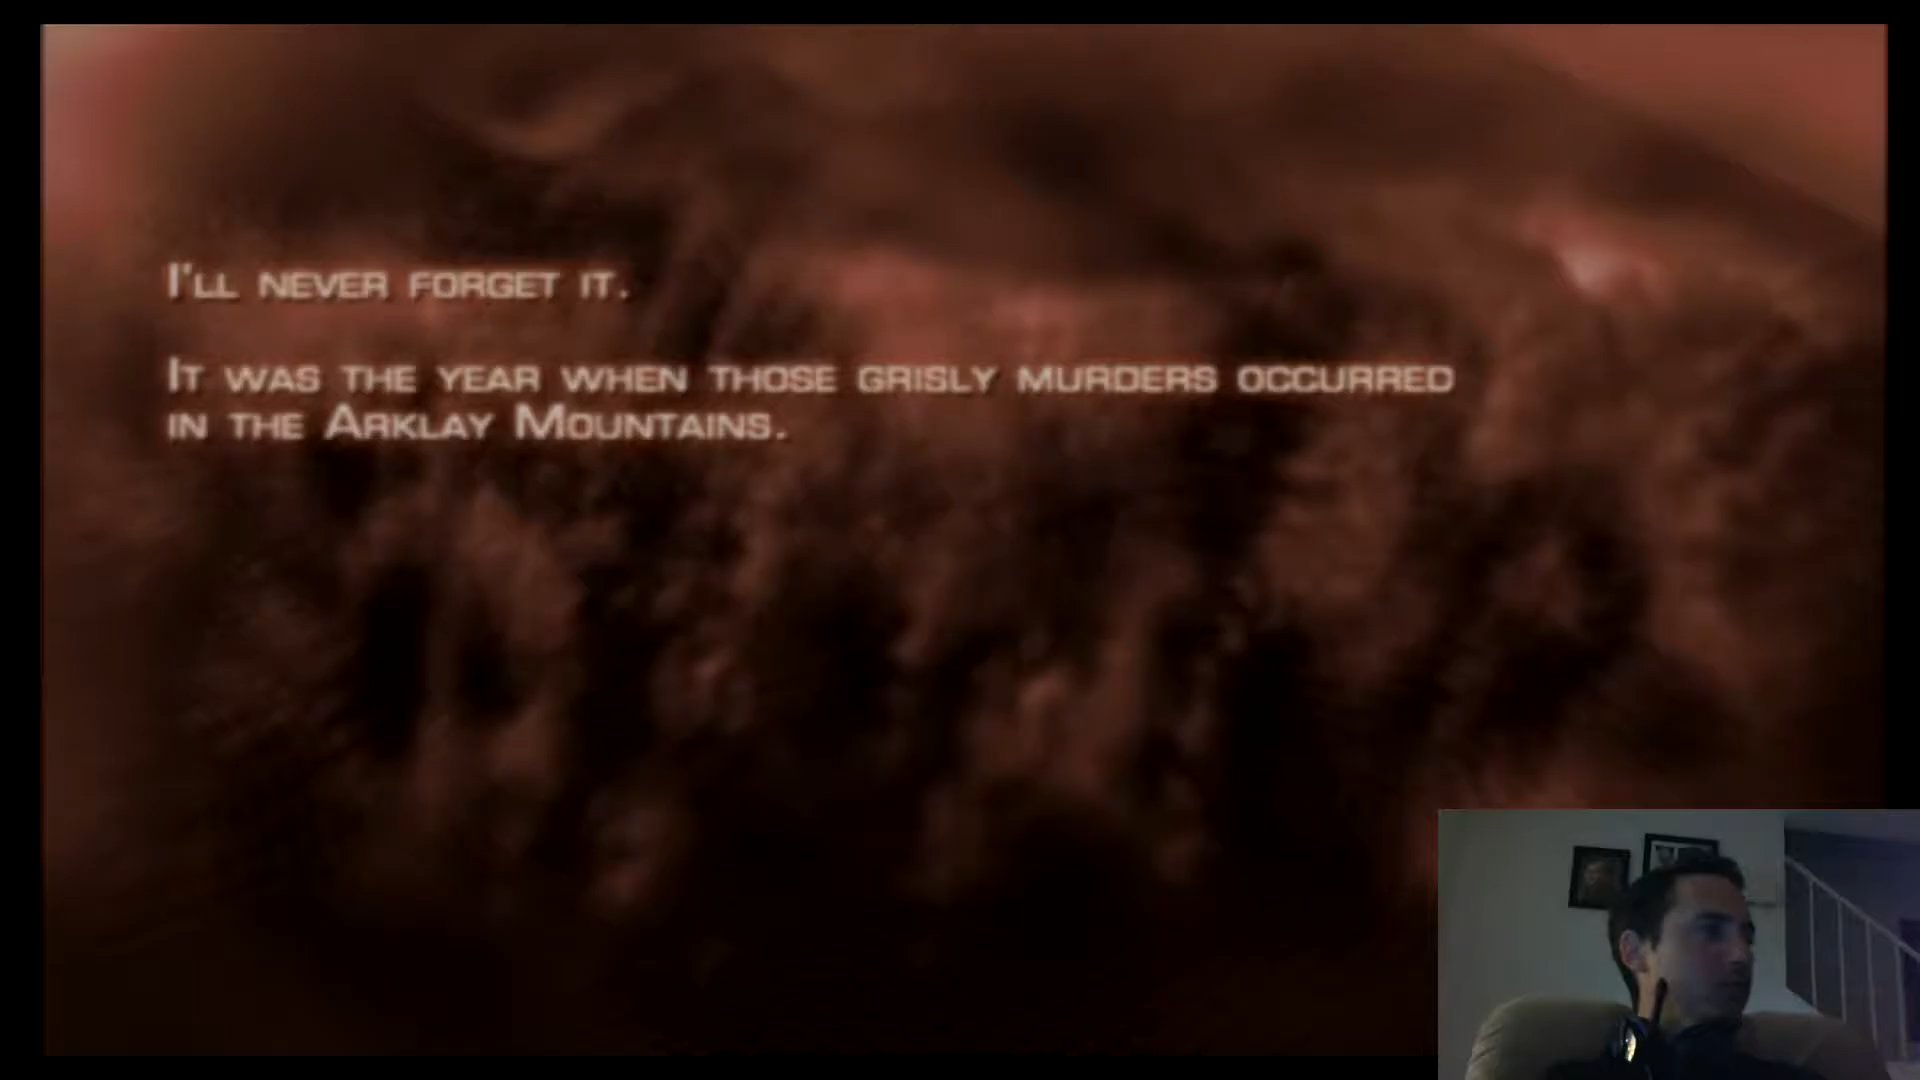 I'll never forget it.
It was the year when those grisly murders occurred
in the Arklay Mountains.